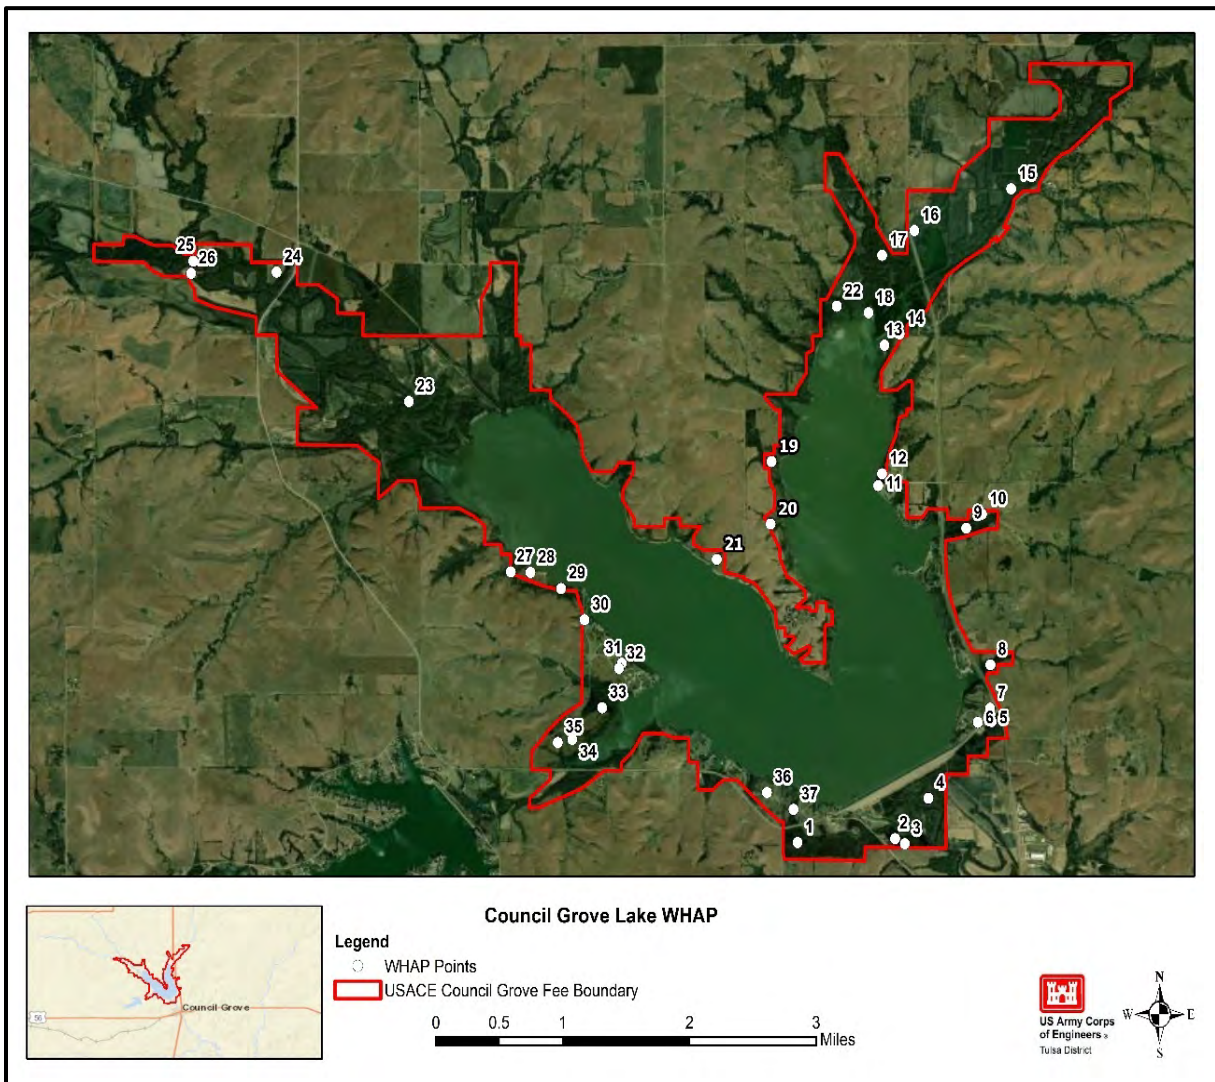 15
16
17
25
26
24
22
18
14
13
23
19
12
11
10
9
20
21
27
28
29
30
31
32
8
33
7
6
5
35
34
36
4
37
1
2
3
Council Grove Lake WHAP
Legend
WHAP Points
USACE Council Grove Fee Boundary
0 0.5 1 2 3
Miles
Council Grove
56
US Army Corps
of Engineers ®
Tulsa District
N
W E
S